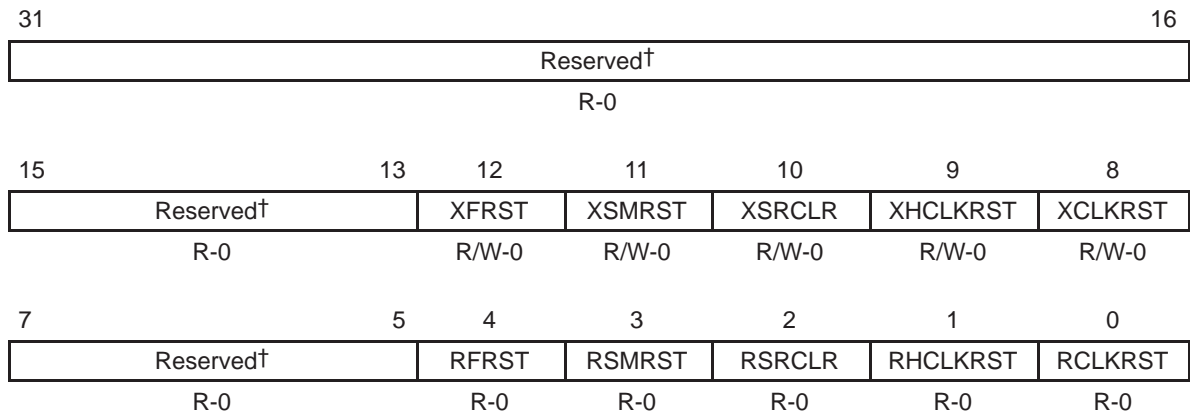 31 16
Reserved†
R-0
15 13 12 11 10 9 8
Reserved† XFRST XSMRST XSRCLR XHCLKRST XCLKRST
R-0 R/W-0 R/W-0 R/W-0 R/W-0 R/W-0
7 5 4 3 2 1 0
Reserved† RFRST RSMRST RSRCLR RHCLKRST RCLKRST
R-0 R-0 R-0 R-0 R-0 R-0